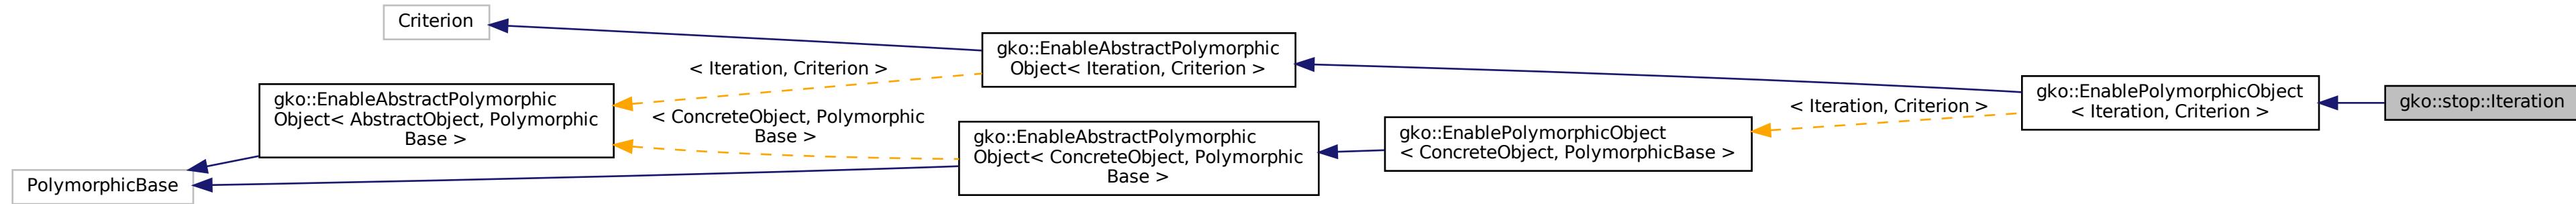 Criterion
gko::EnableAbstractPolymorphic
Object< Iteration, Criterion >
< Iteration, Criterion >
gko::EnablePolymorphicObject
< Iteration, Criterion >
gko::stop::Iteration
gko::EnableAbstractPolymorphic
Object< AbstractObject, Polymorphic
Base >
< ConcreteObject, Polymorphic
Base >
< Iteration, Criterion >
gko::EnableAbstractPolymorphic
Object< ConcreteObject, Polymorphic
Base >
gko::EnablePolymorphicObject
< ConcreteObject, PolymorphicBase >
PolymorphicBase